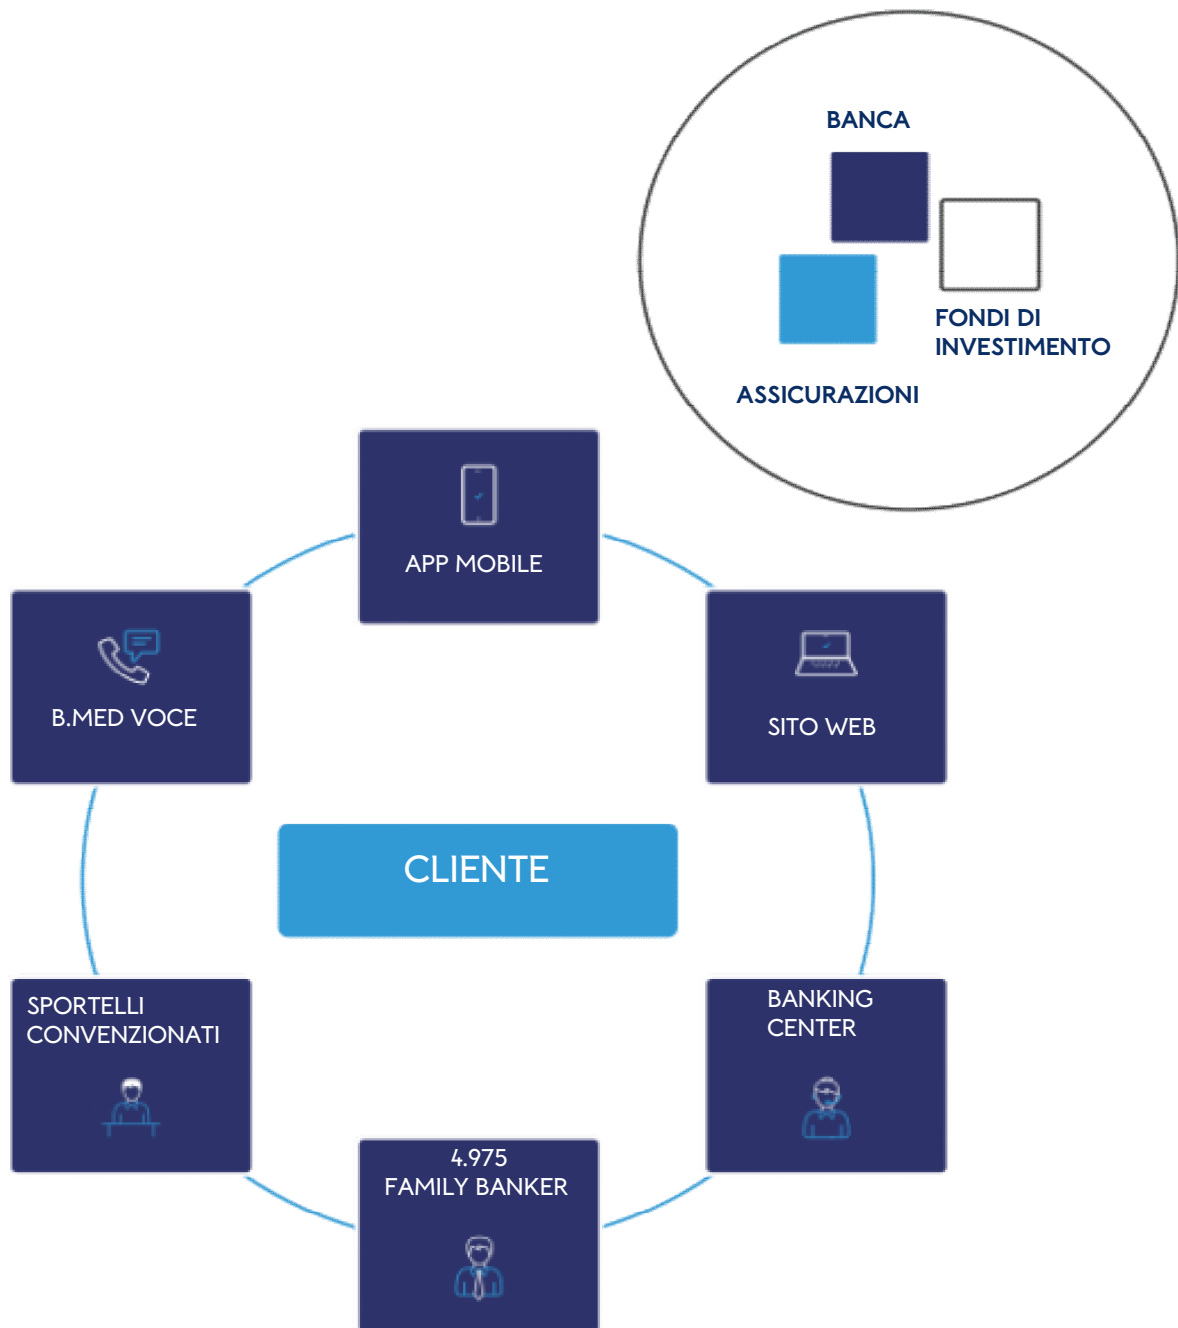 BANCA
FONDI DI
INVESTIMENTO
ASSICURAZIONI
APP MOBILE
B.MED VOCE
SITO WEB
CLIENTE
SPORTELLI
CONVENZIONATI
BANKING
CENTER
4.975
FAMILY BANKER